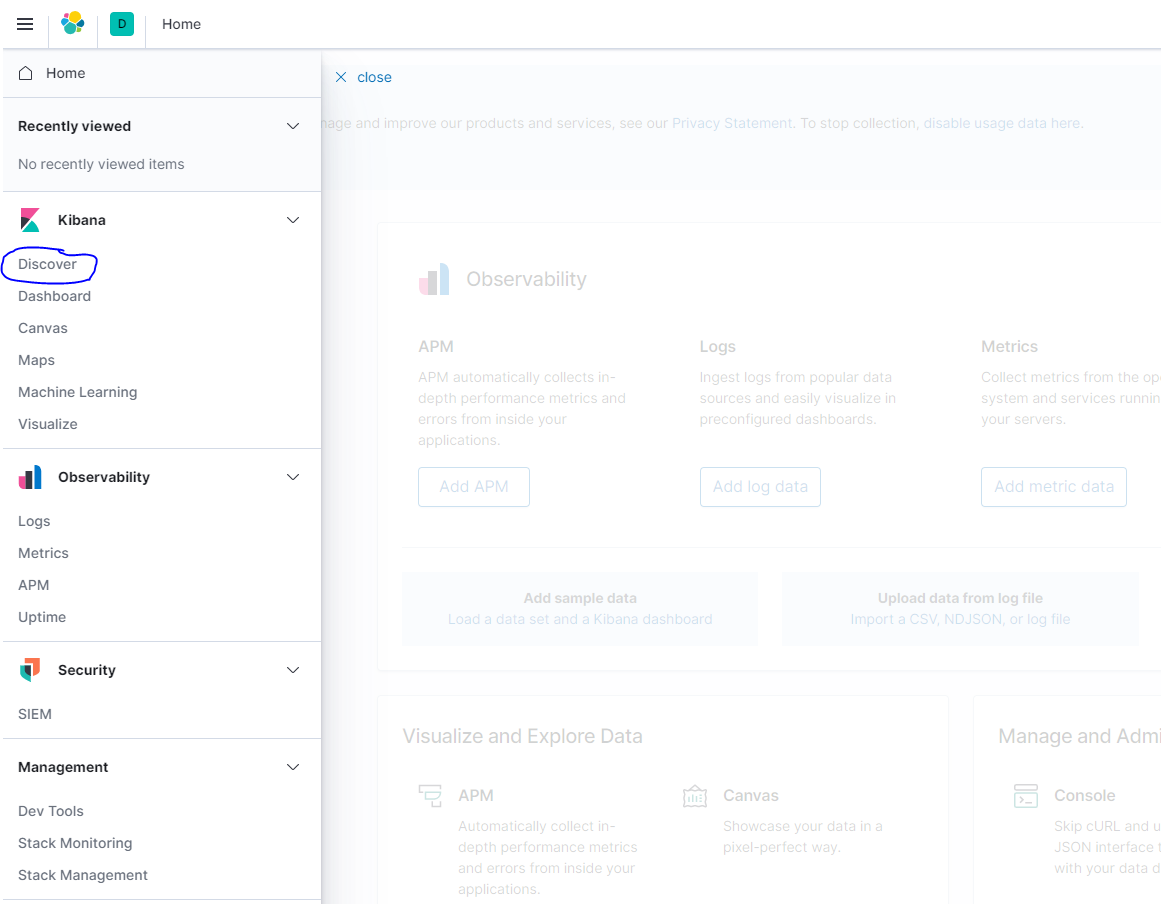 D
Home
Home
close
Recently viewed
No recently viewed items
Kibana
Discover
Dashboard
Canvas
Maps
Machine Learning
Visualize
Observability
Logs
Metrics
APM
Uptime
Security
SIEM
Management
Dev Tools
Stack Monitoring
Stack Management
nage and improve our products and services, see our Privacy Statement. To stop collection, disable usage data here.
Observability
APM
APM automatically collects in-
depth performance metrics and
errors from inside your
applications.
Add APM
Logs
Ingest logs from popular data
sources and easily visualize in
preconfigured dashboards.
Add log data
Metrics
Collect metrics from the ope
system and services runnin
your servers.
Add metric data
Add sample data
Load a data set and a Kibana dashboard
Upload data from log file
Import a CSV, NDJSON, or log file
Visualize and Explore Data
APM
Automatically collect in-
depth performance metrics
and errors from inside your
applications.
Canvas
Showcase your data in a
pixel-perfect way.
Manage and Admi
Console
Skip cURL and u
JSON interface t
with your data d